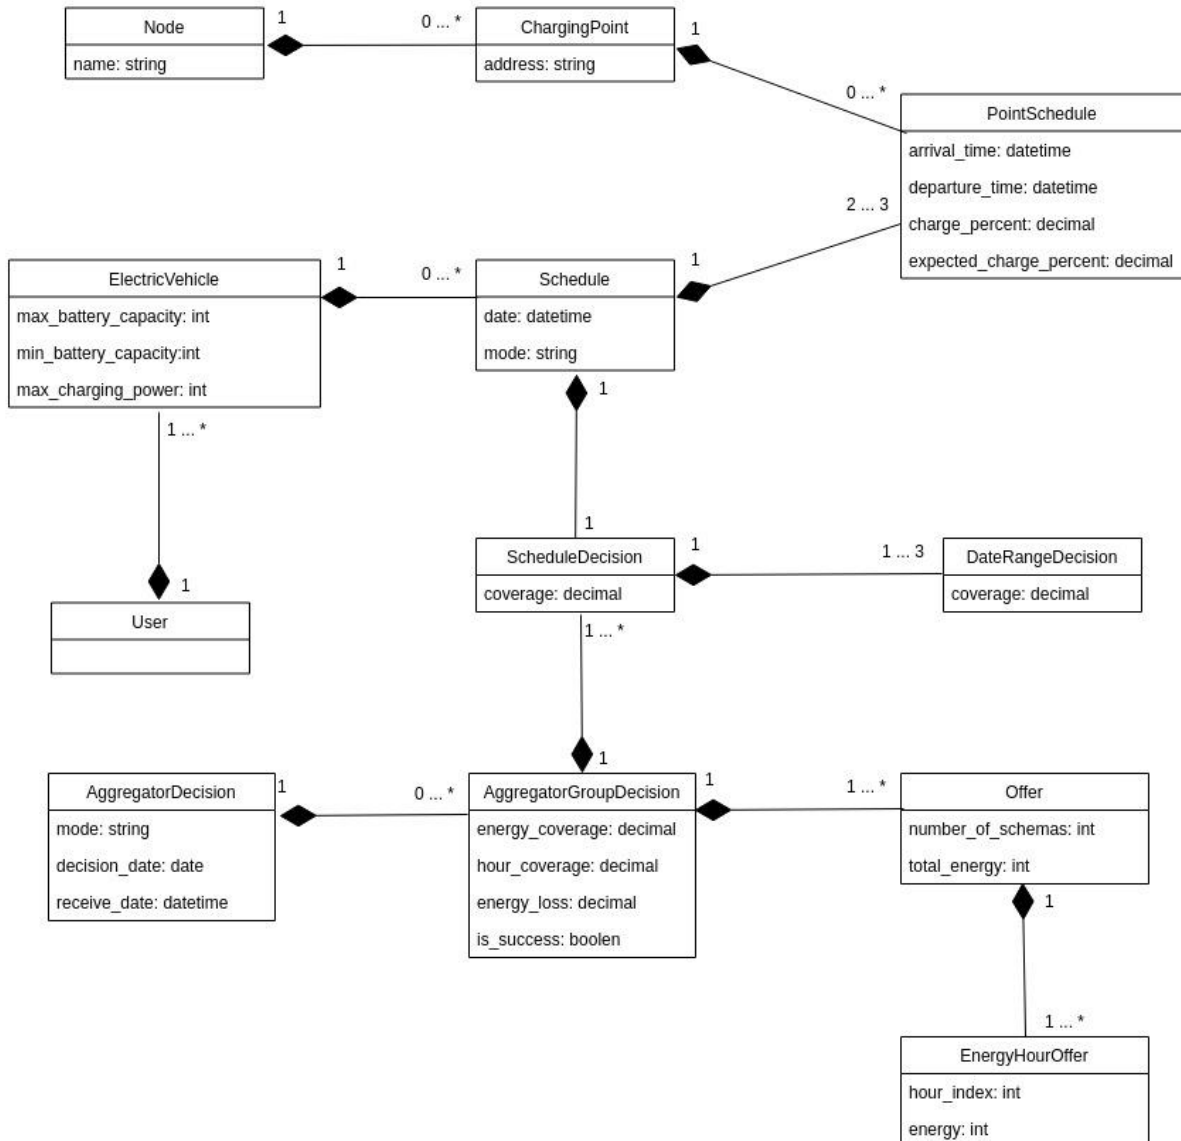 Node
name: string
1
0 ... *
ChargingPoint
address: string
1
0 ... *
PointSchedule
arrival_time: datetime
departure_time: datetime
charge_percent: decimal
expected_charge_percent: decimal
2 ... 3
ElectricVehicle
max_battery_capacity: int
min_battery_capacity:int
max_charging_power: int
1
0 ... *
Schedule
date: datetime
mode: string
1
1
1 ... *
1
User
1
ScheduleDecision
coverage: decimal
1
1 ... 3
DateRangeDecision
coverage: decimal
1 ... *
1
AggregatorDecision
mode: string
decision_date: date
receive_date: datetime
1
0 ... *
AggregatorGroupDecision
energy_coverage: decimal
hour_coverage: decimal
energy_loss: decimal
is_success: boolen
1
1 ... *
Offer
number_of_schemas: int
total_energy: int
1
1 ... *
EnergyHourOffer
hour_index: int
energy: int